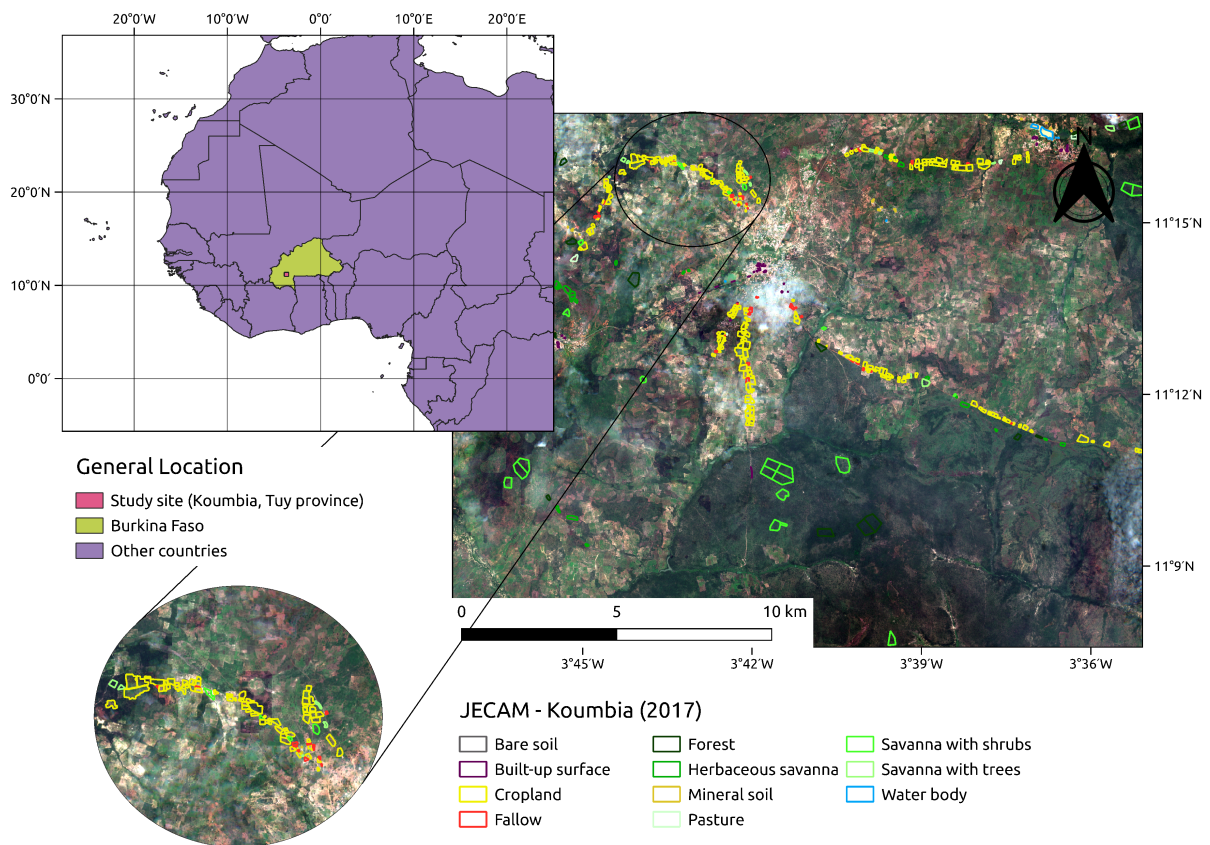 20°0′W 10°0′W 0°0′ 10°0′E 20°0′E
30°0′N
20°0′N
10°0′N
0°0′
N
11°15′N
11°12′N
11°9′N
General Location
Study site (Koumbia, Tuy province)
Burkina Faso
Other countries
0 5 10 km
3°45′W 3°42′W 3°39′W 3°36′W
JECAM - Koumbia (2017)
Bare soil
Built-up surface
Cropland
Fallow
Forest
Herbaceous savanna
Mineral soil
Pasture
Savanna with shrubs
Savanna with trees
Water body